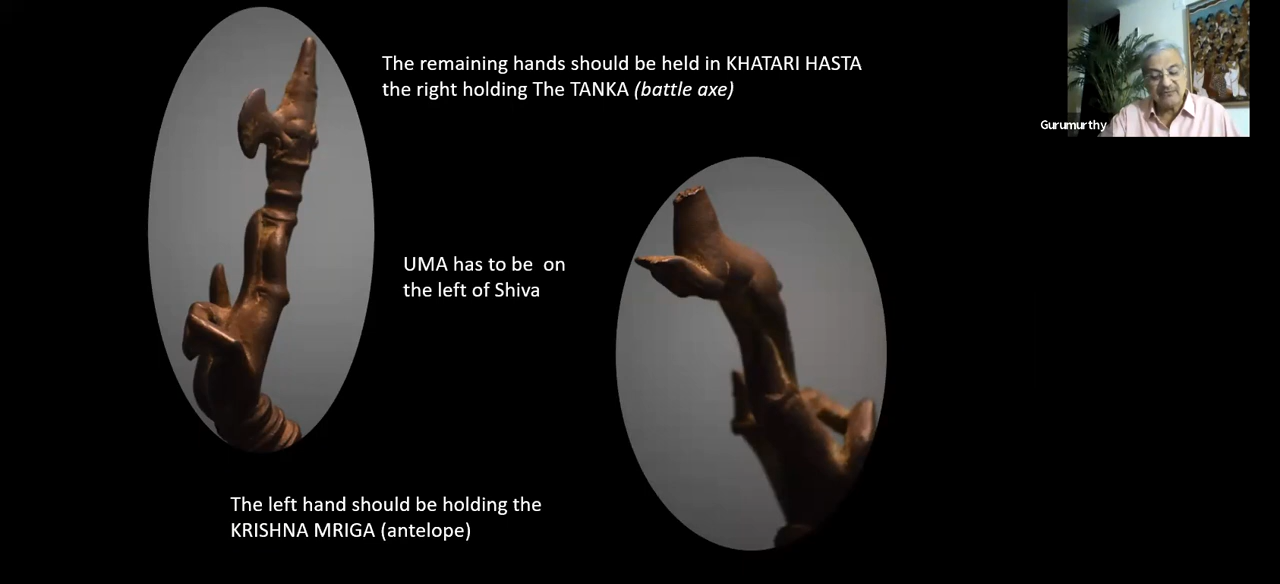 The remaining hands should be held in KHATARI HASTA
the right holding The TANKA (battle axe)
Gurumurthy
UMA has to be on
the left of Shiva
The left hand should be holding the
KRISHNA MRIGA (antelope)